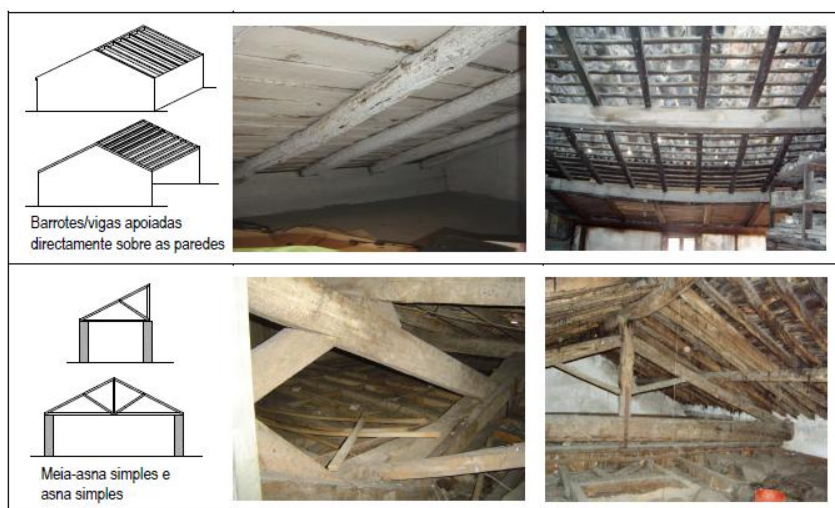 Barrotes/vigas apoiadas
directamente sobre as paredes
Meia-asna simples e
asna simples